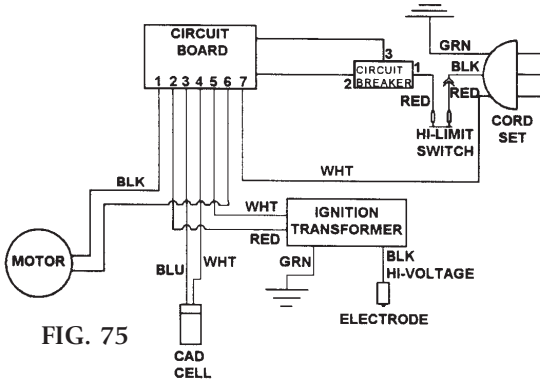 CIRCUIT
BOARD
1 2 3 4 5 6 7
3
CIRCUIT
BREAKER
2
1
GRN
BLK
RED
RED
HI-LIMIT
SWITCH
CORD
SET
WHT
BLK
WHT
RED
IGNITION
TRANSFORMER
MOTOR
BLU
WHT
GRN
BLK
HI-VOLTAGE
ELECTRODE
CAD
CELL
FIG. 75